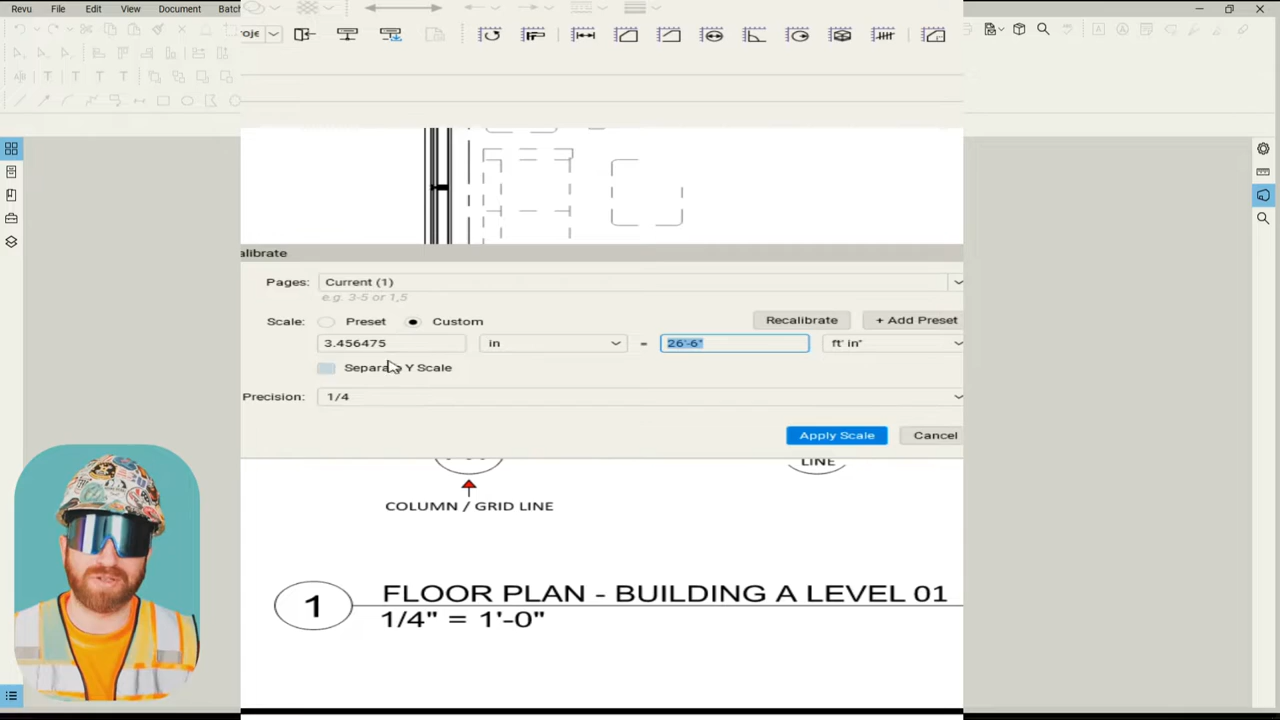 Revu File Edit View Document Batch
roje
alibrate
Pages: Current (1)
e.g. 3-5 or 1,5
Scale: Preset Custom Recalibrate + Add Preset
3.456475 in = 26'-6" ft' in"
Separate Y Scale
Precision: 1/4
Apply Scale Cancel
LINE
COLUMN / GRID LINE
1 FLOOR PLAN - BUILDING A LEVEL 01
1/4" = 1'-0"